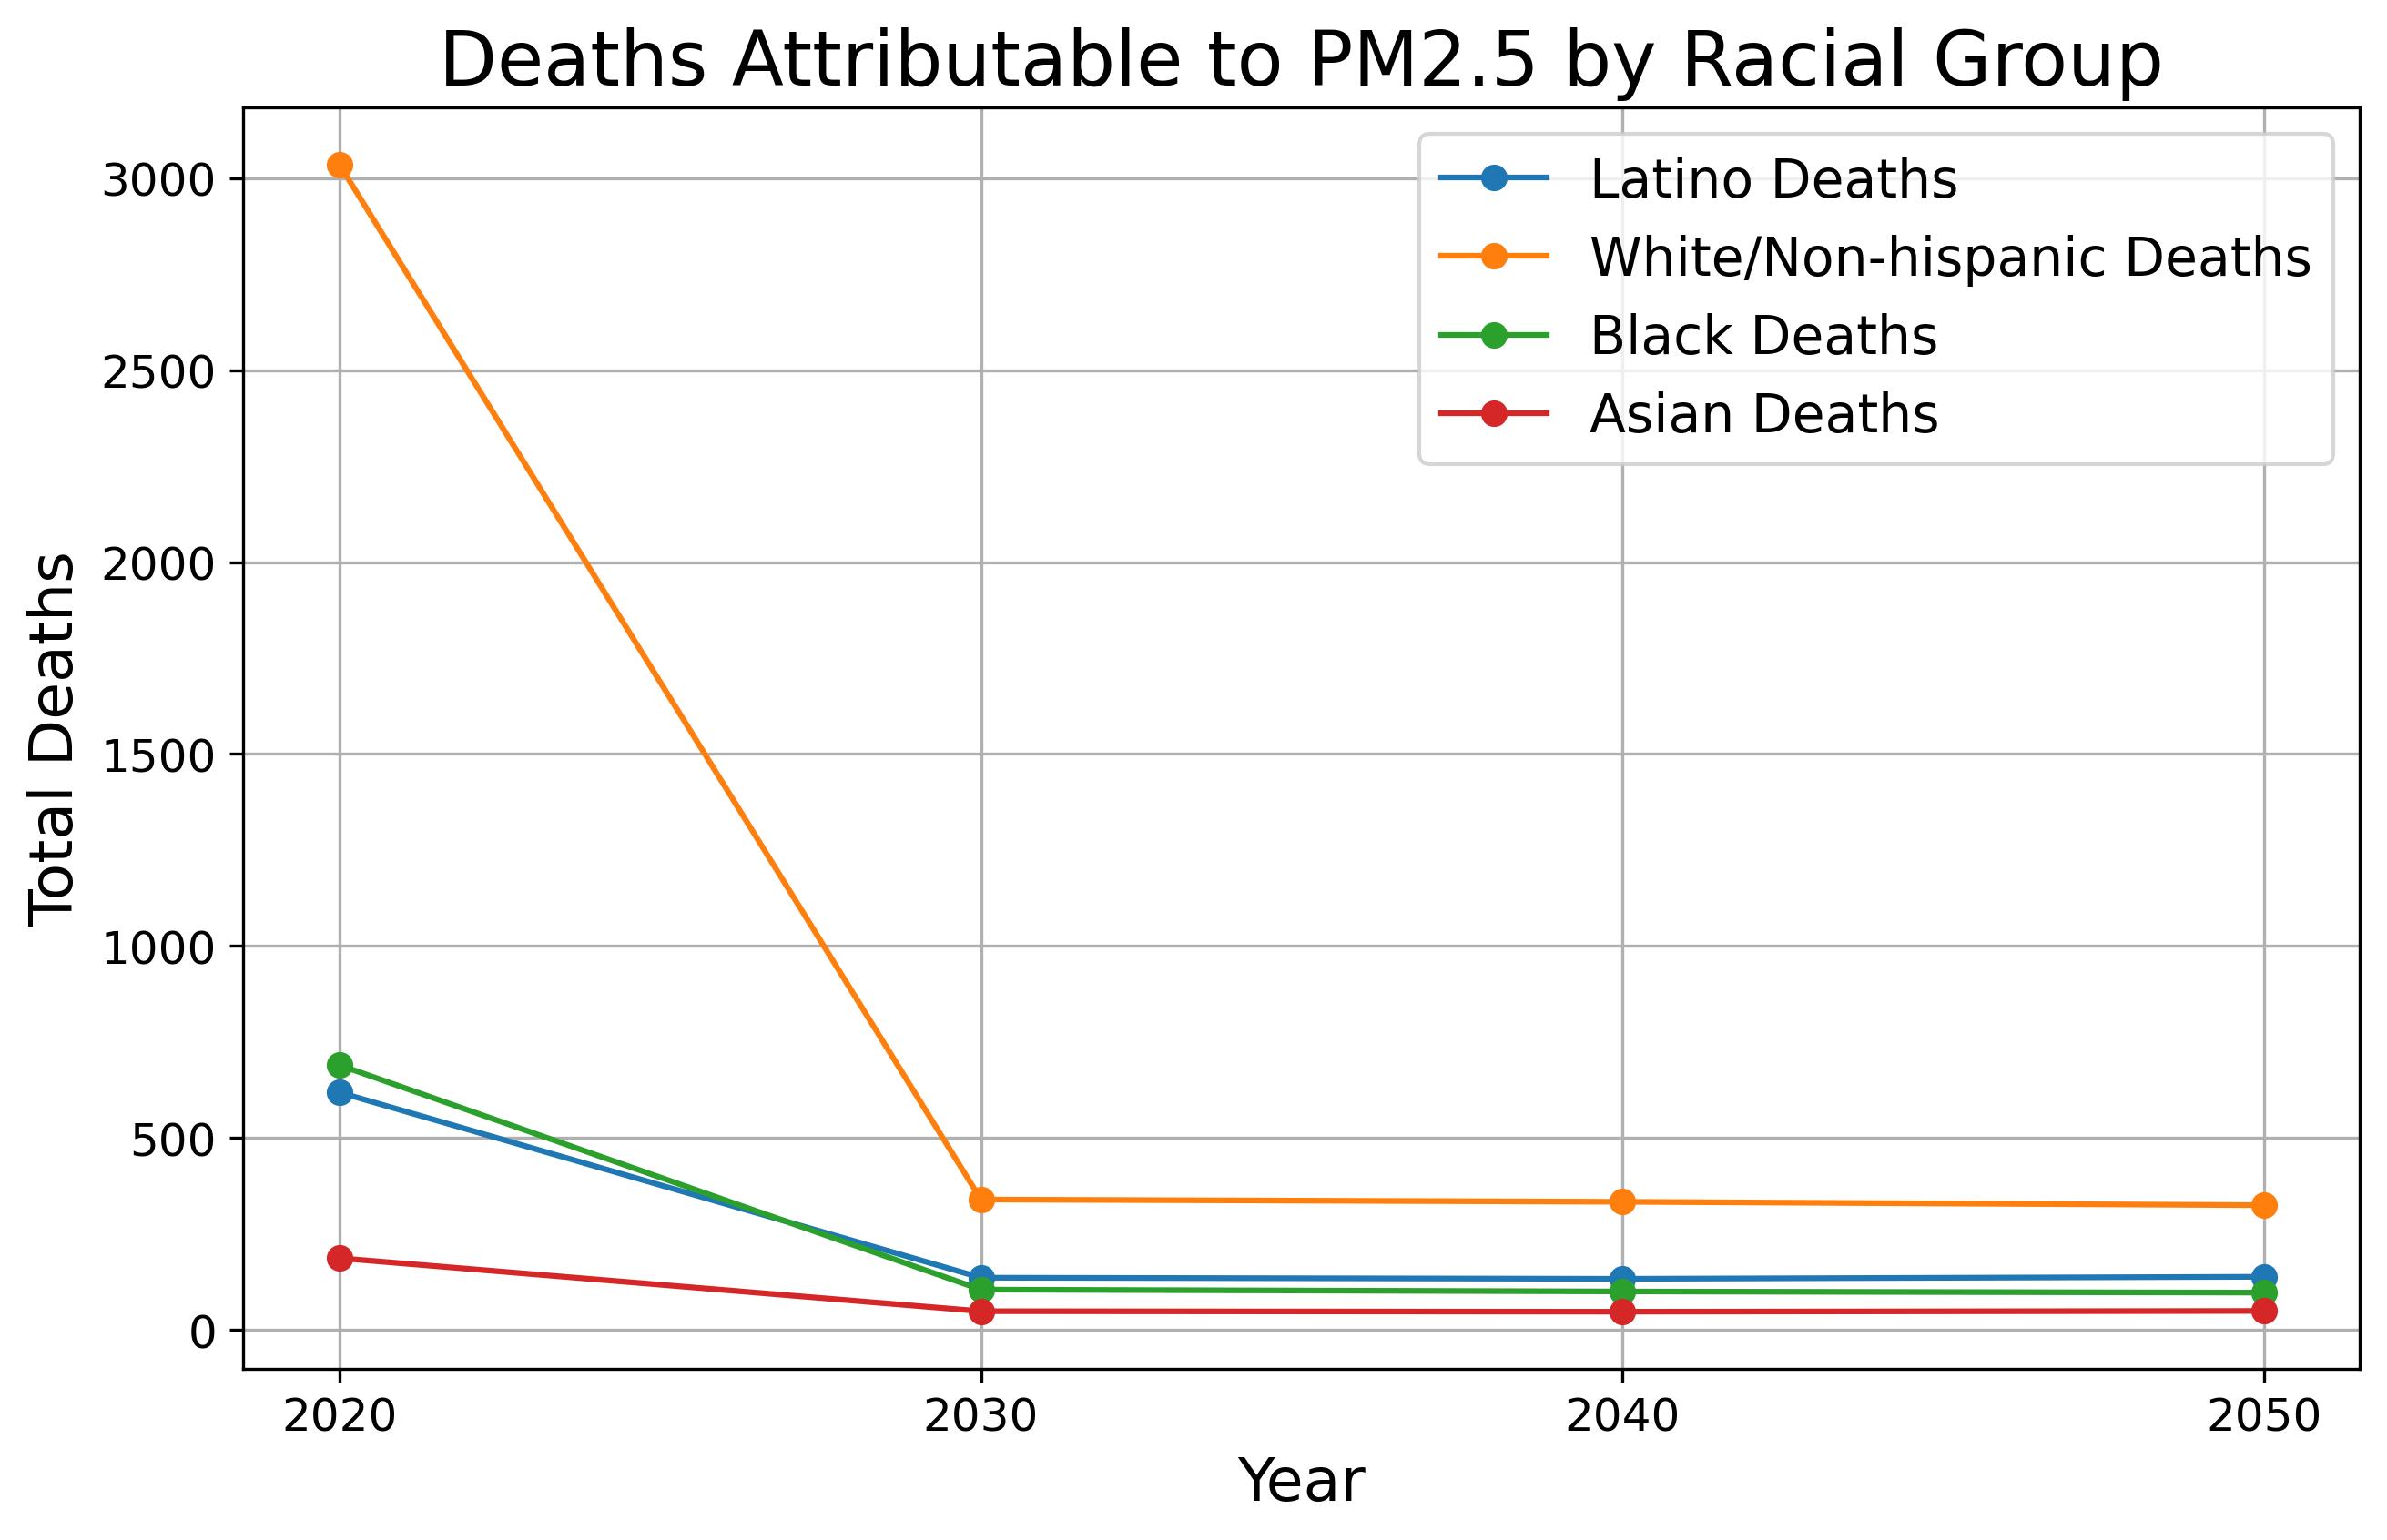 Deaths Attributable to PM2.5 by Racial Group
Latino Deaths
White/Non-hispanic Deaths
Black Deaths
Asian Deaths
Total Deaths
3000
2500
2000
1500
1000
500
0
2020 2030 2040 2050
Year